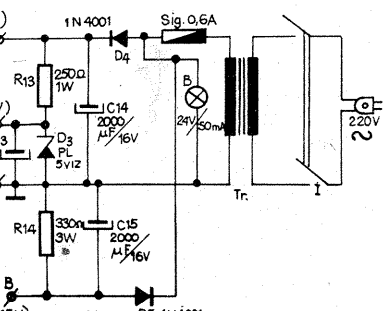 1N4001
Sig. 0,6A
D4
R13
250Ω
1W
C14
2000
µF/16V
B
24V/50mA
220V
D3
PL
5V1Z
3
Tr.
I
R14
330Ω
3W
C15
2000
µF/16V
B